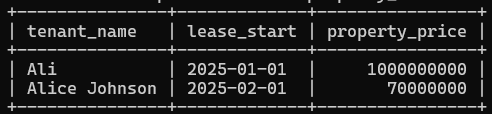 +---------------+-------------+----------------+
| tenant_name   | lease_start | property_price |
+---------------+-------------+----------------+
| Ali           | 2025-01-01  |     1000000000 |
| Alice Johnson | 2025-02-01  |       70000000 |
+---------------+-------------+----------------+